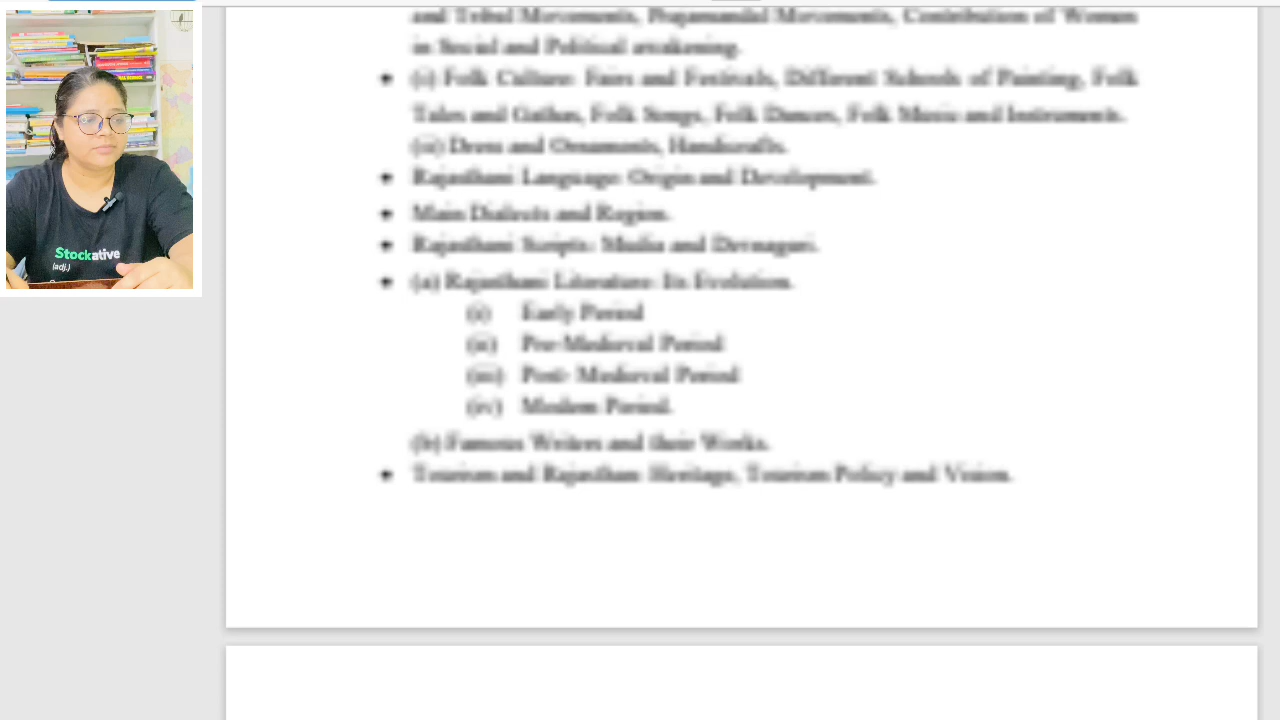 Stockative
(adj.)
and Tribal Movements, Prajamandal Movements, Contribution of Women
in Social and Political awakening.
• (i) Folk Culture: Fairs and Festivals, Different Schools of Painting, Folk
Tales and Gathas, Folk Songs, Folk Dances, Folk Music and Instruments.
(ii) Dress and Ornaments, Handicrafts.
• Rajasthani Language: Origin and Development.
• Main Dialects and Region.
• Rajasthani Scripts: Mudia and Devnagari.
• (a) Rajasthani Literature: Its Evolution.
(i) Early Period
(ii) Pre-Medieval Period
(iii) Post- Medieval Period
(iv) Modern Period.
(b) Famous Writers and their Works.
• Tourism and Rajasthan: Heritage, Tourism Policy and Vision.